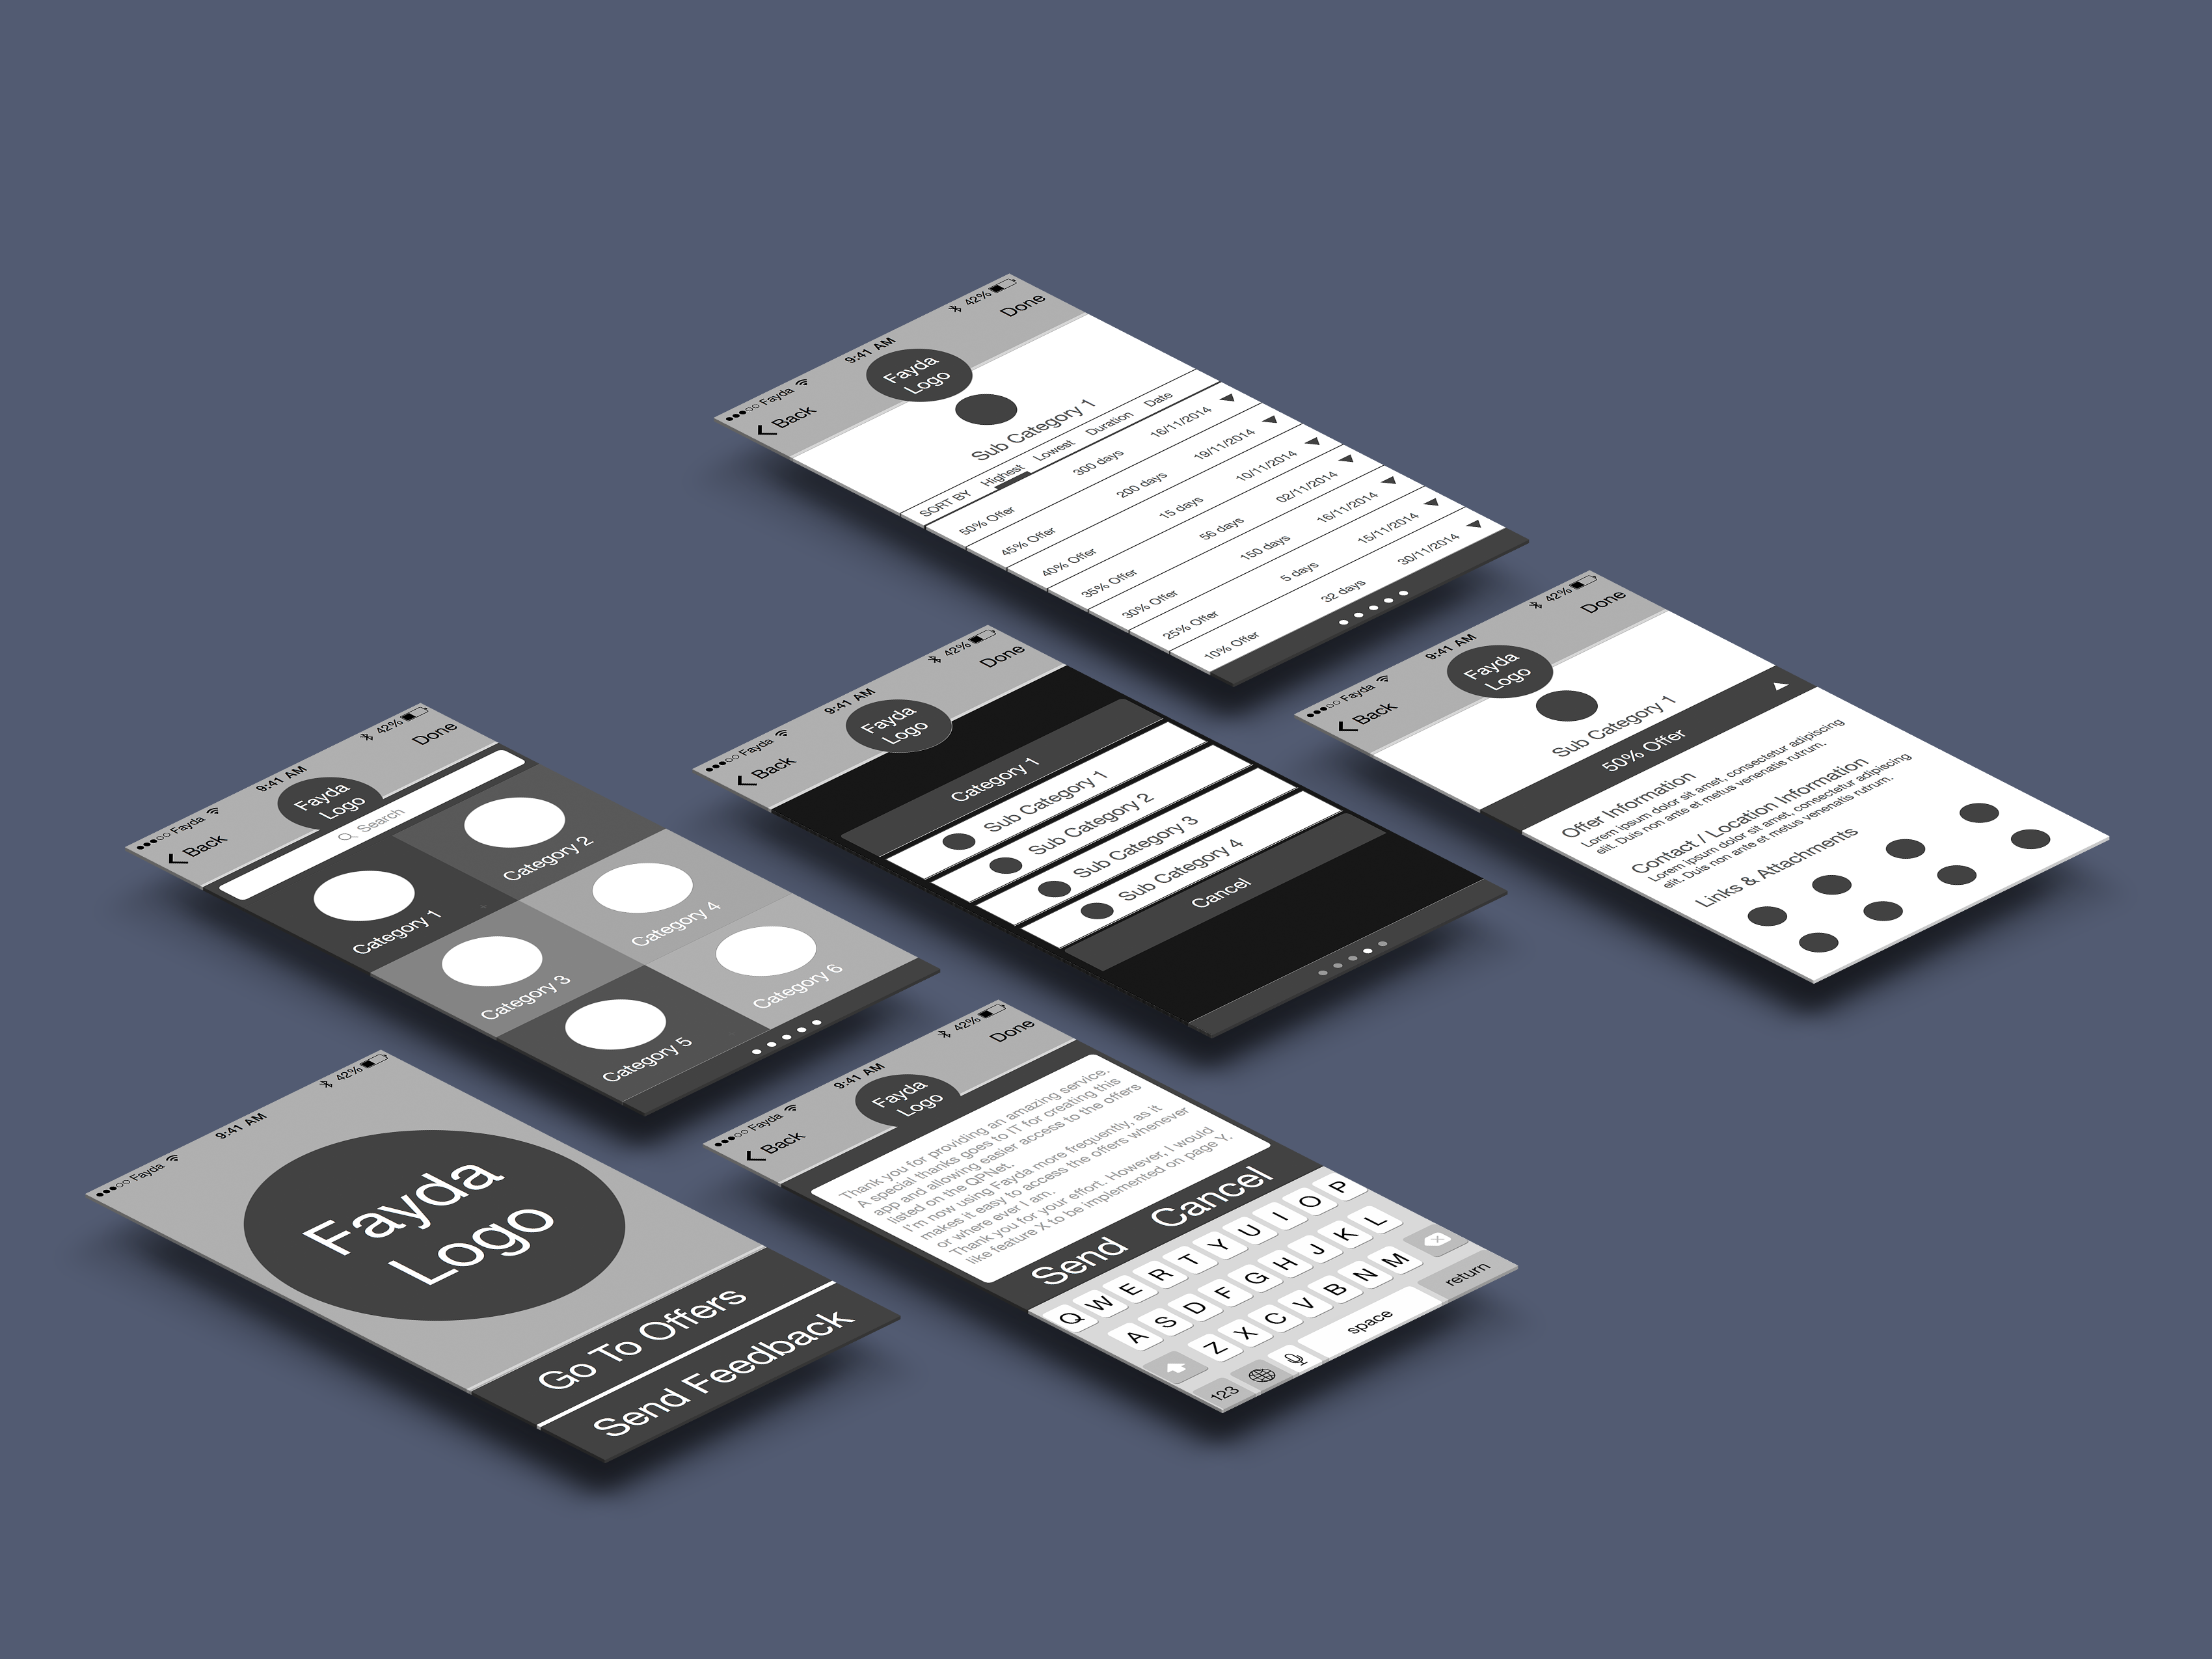 Fayda
9:41 AM
42%
Back
Done
Fayda
Logo
Sub Category 1
SORT BY Highest Lowest Duration Date
50% Offer 300 days 16/11/2014
45% Offer 200 days 19/11/2014
40% Offer 15 days 10/11/2014
35% Offer 56 days 02/11/2014
30% Offer 150 days 16/11/2014
25% Offer 5 days 15/11/2014
10% Offer 32 days 30/11/2014
Fayda
9:41 AM
42%
Back
Done
Fayda
Logo
Sub Category 1
50% Offer
Offer Information
Lorem ipsum dolor sit amet, consectetur adipiscing
elit. Duis non ante et metus venenatis rutrum.
Contact / Location Information
Lorem ipsum dolor sit amet, consectetur adipiscing
elit. Duis non ante et metus venenatis rutrum.
Links & Attachments
Fayda
9:41 AM
42%
Back
Done
Fayda
Logo
Category 1
Sub Category 1
Sub Category 2
Sub Category 3
Sub Category 4
Cancel
Fayda
9:41 AM
42%
Back
Done
Fayda
Logo
Search
Category 1
Category 2
Category 3
Category 4
Category 5
Category 6
Fayda
9:41 AM
42%
Fayda
Logo
Go To Offers
Send Feedback
Fayda
9:41 AM
42%
Back
Done
Fayda
Logo
Thank you for providing an amazing service.
A special thanks goes to IT for creating this
app and allowing easier access to the offers
listed on the QPNet.
I'm now using Fayda more frequently, as it
makes it easy to access the offers whenever
or where ever I am.
Thank you for your effort. However, I would
like feature X to be implemented on page Y.
Send Cancel
Q W E R T Y U I O P
A S D F G H J K L
Z X C V B N M
123 space return